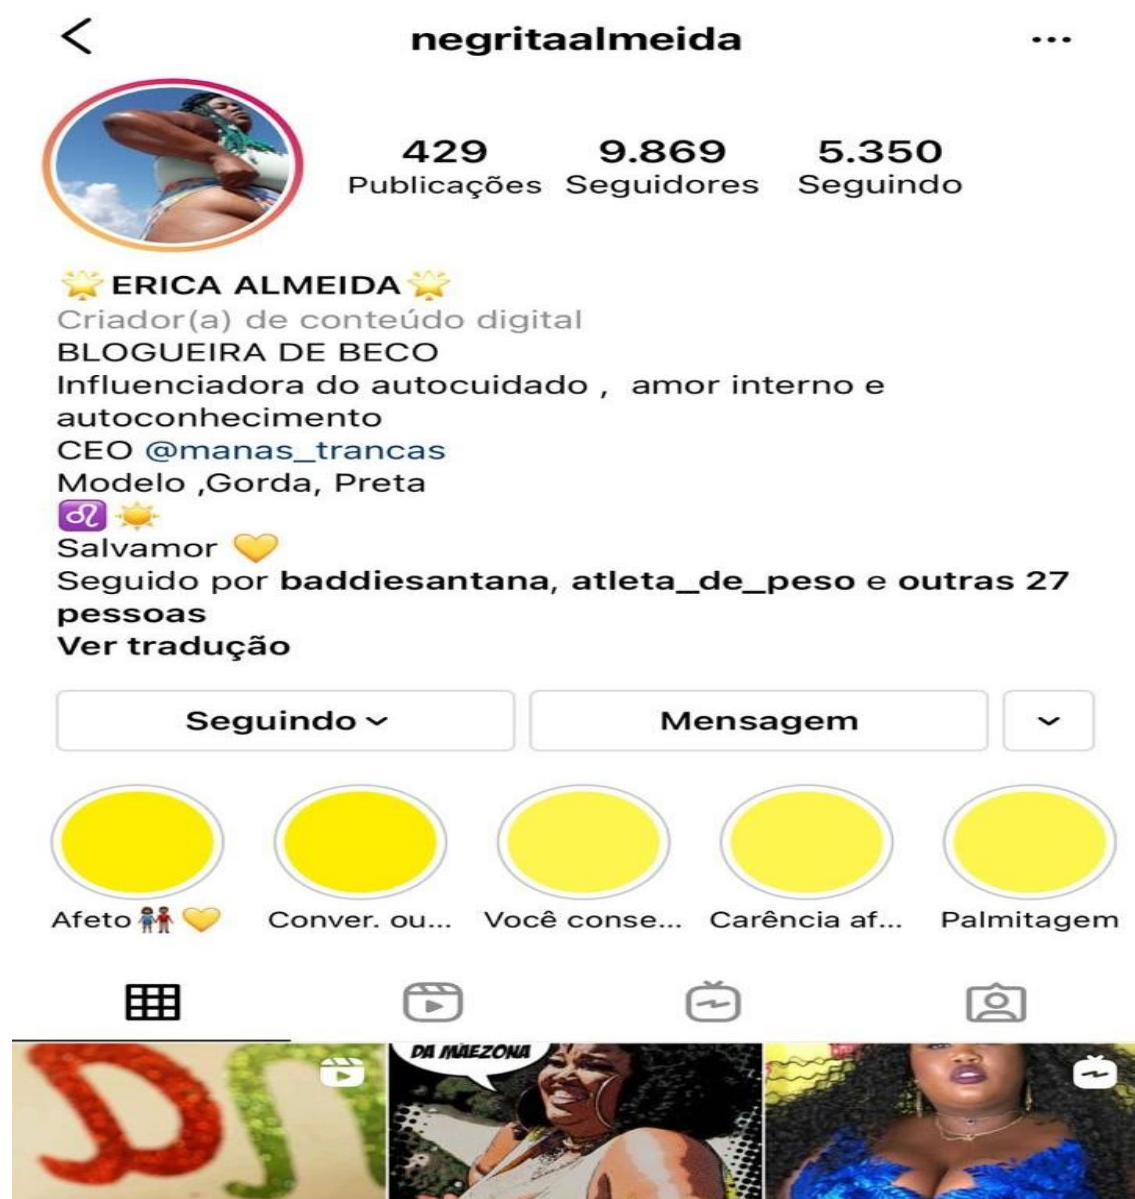 negritaalmeida
429 9.869 5.350
Publicações Seguidores Seguindo
🌟ERICA ALMEIDA🌟
Criador(a) de conteúdo digital
BLOGUEIRA DE BECO
Influenciadora do autocuidado , amor interno e
autoconhecimento
CEO @manas_trancas
Modelo ,Gorda, Preta
♌☀️
Salvamor 💛
Seguido por baddiesantana, atleta_de_peso e outras 27
pessoas
Ver tradução
Seguindo Mensagem
Afeto 👫💛 Conver. ou... Você conse... Carência af... Palmitagem
DA MÃEZONA